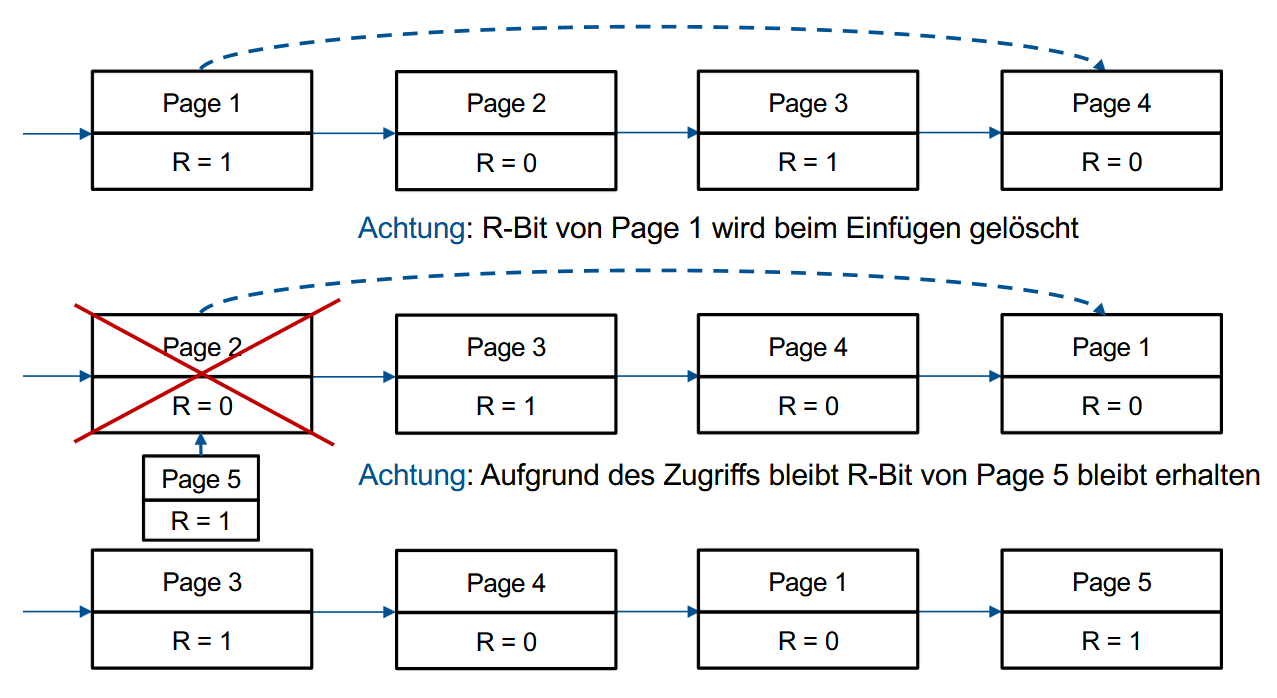 Page 1
Page 2
Page 3
Page 4
R = 1
R = 0
R = 1
R = 0
Achtung: R-Bit von Page 1 wird beim Einfügen gelöscht
Page 2
Page 3
Page 4
Page 1
R = 0
R = 1
R = 0
R = 0
Page 5
R = 1
Achtung: Aufgrund des Zugriffs bleibt R-Bit von Page 5 bleibt erhalten
Page 3
Page 4
Page 1
Page 5
R = 1
R = 0
R = 0
R = 1